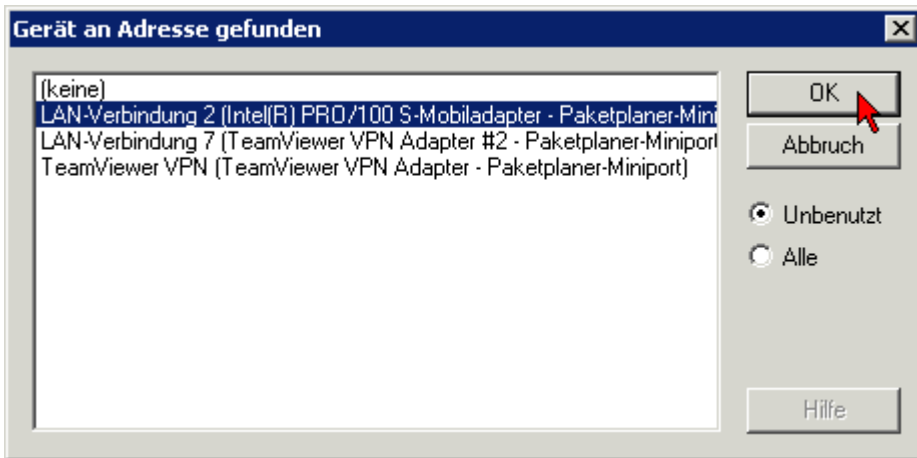 Gerät an Adresse gefunden
(keine)
LAN-Verbindung 2 (Intel(R) PRO/100 S-Mobiladapter - Paketplaner-Mini
LAN-Verbindung 7 (TeamViewer VPN Adapter #2 - Paketplaner-Miniport
TeamViewer VPN (TeamViewer VPN Adapter - Paketplaner-Miniport)
OK
Abbruch
Unbenutzt
Alle
Hilfe